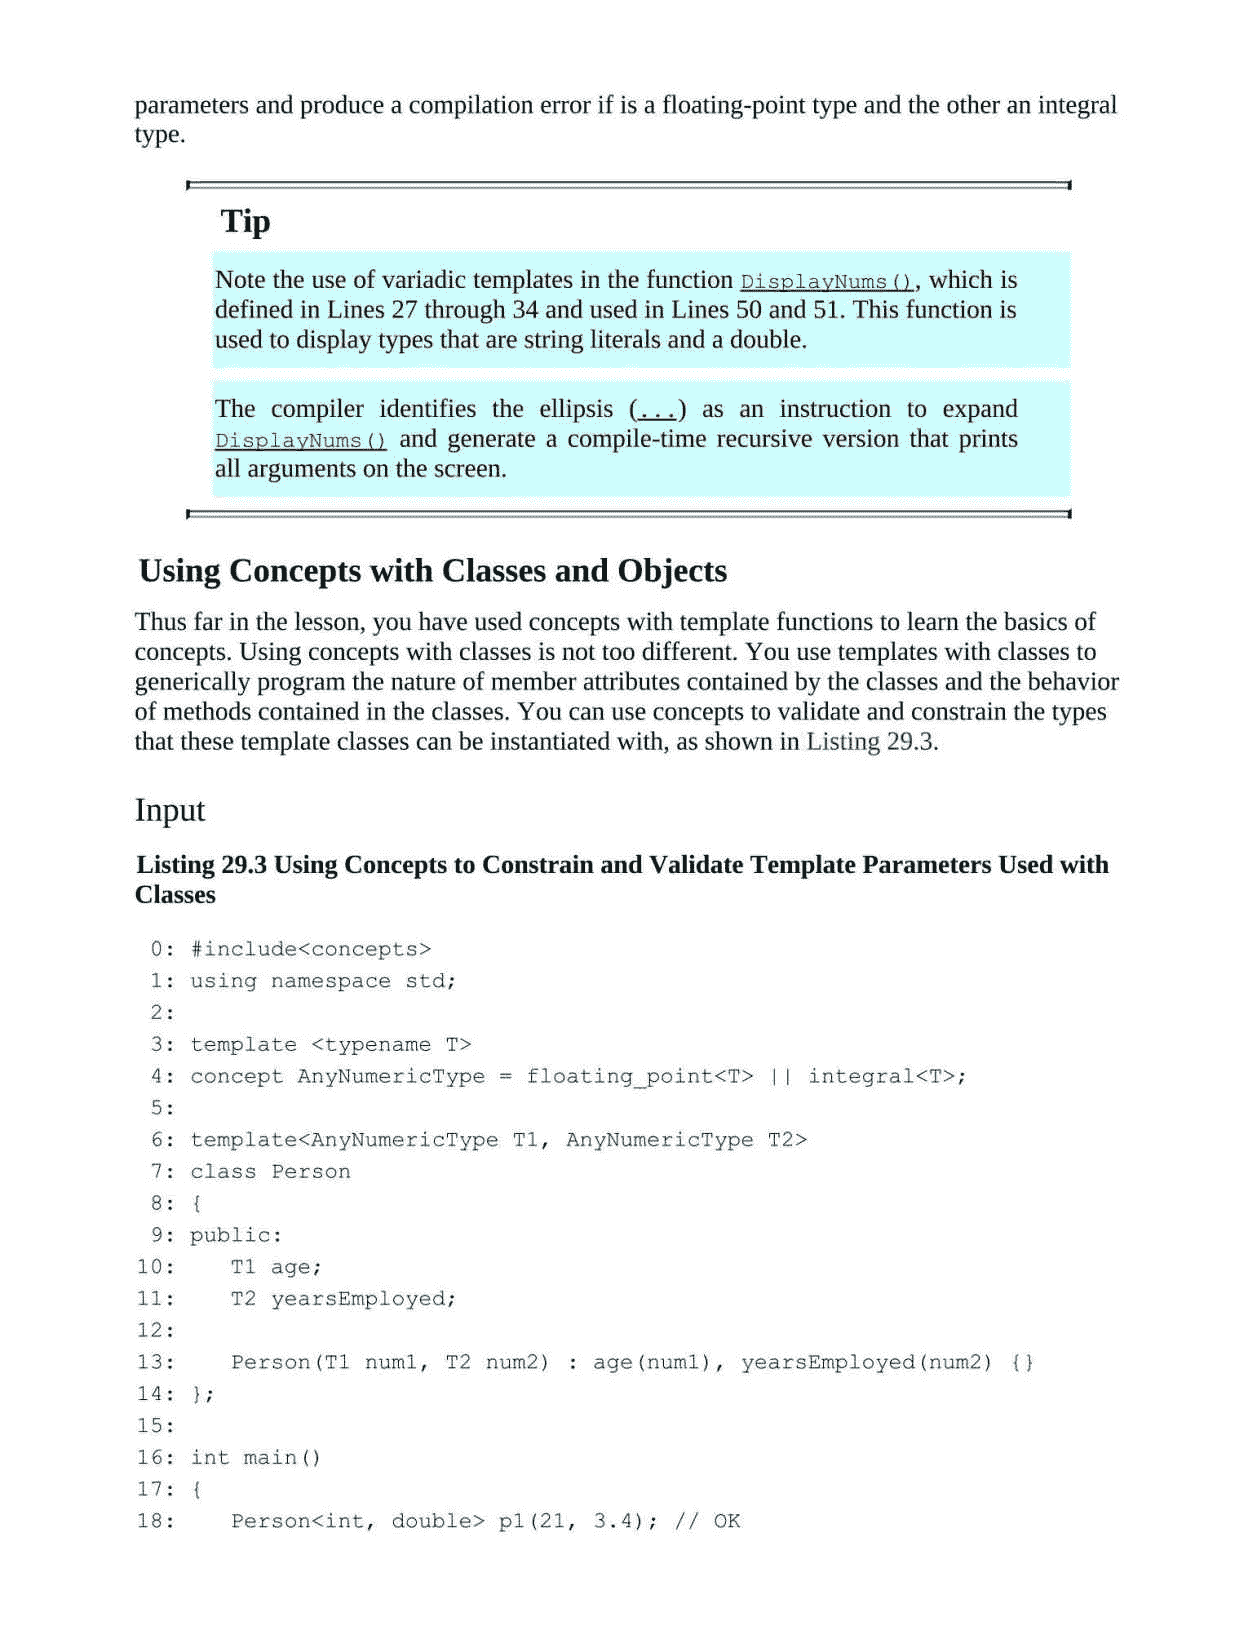 parameters and produce a compilation error if is a floating-point type and the other an integral
type.
Tip
Note the use of variadic templates in the function DisplayNums(), which is
defined in Lines 27 through 34 and used in Lines 50 and 51. This function is
used to display types that are string literals and a double.
The compiler identifies the ellipsis (...) as an instruction to expand
DisplayNums() and generate a compile-time recursive version that prints
all arguments on the screen.
Using Concepts with Classes and Objects
Thus far in the lesson, you have used concepts with template functions to learn the basics of
concepts. Using concepts with classes is not too different. You use templates with classes to
generically program the nature of member attributes contained by the classes and the behavior
of methods contained in the classes. You can use concepts to validate and constrain the types
that these template classes can be instantiated with, as shown in Listing 29.3.
Input
Listing 29.3 Using Concepts to Constrain and Validate Template Parameters Used with
Classes
0: #include<concepts>
1: using namespace std;
2:
3: template <typename T>
4: concept AnyNumericType = floating_point<T> || integral<T>;
5:
6: template<AnyNumericType T1, AnyNumericType T2>
7: class Person
8: {
9: public:
10:    T1 age;
11:    T2 yearsEmployed;
12:
13:    Person(T1 num1, T2 num2) : age(num1), yearsEmployed(num2) {}
14: };
15:
16: int main()
17: {
18:    Person<int, double> p1(21, 3.4); // OK